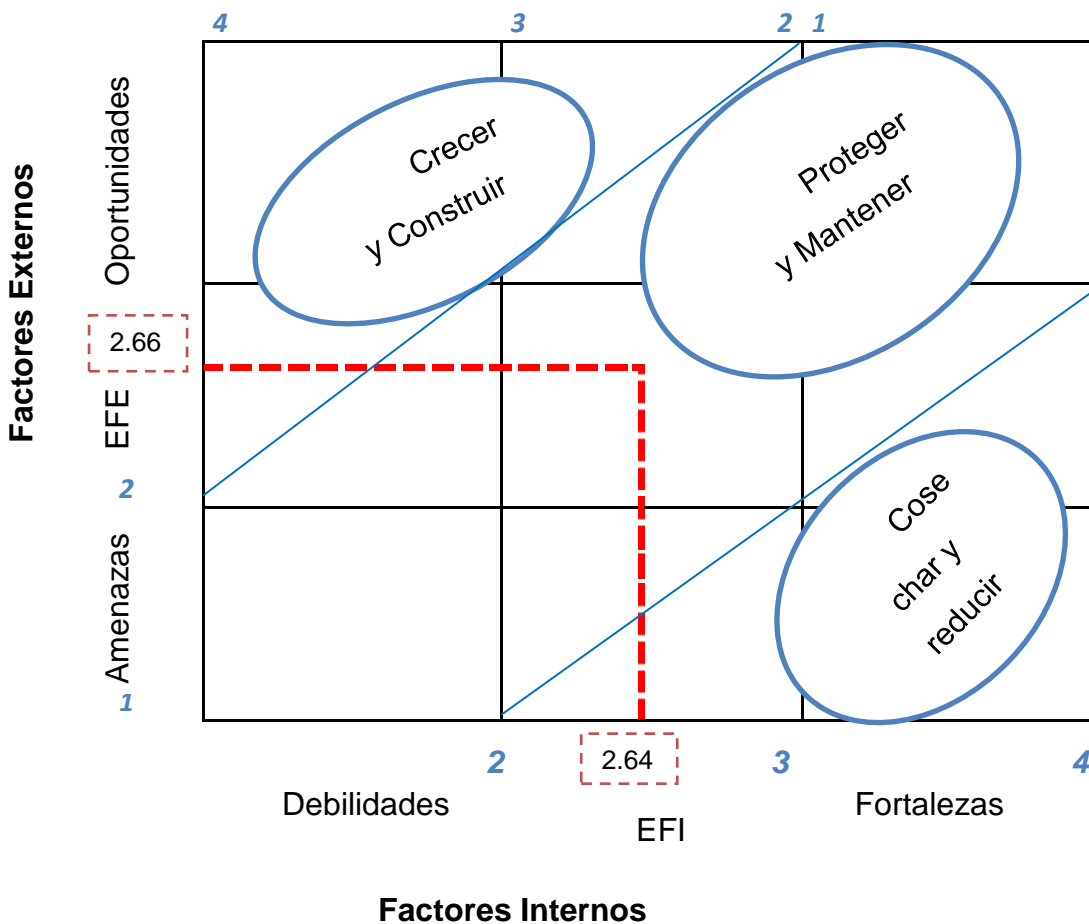 4
3
2
1
Crecer
y Construir
Proteger
y Mantener
Factores Externos
Oportunidades
2.66
EFE
2
Amenazas
1
Cose
char y
reducir
2
2.64
3
4
Debilidades
EFI
Fortalezas
Factores Internos